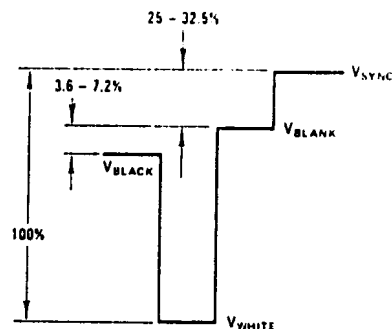 25 – 32.5%
VSYNC
3.6 – 7.2%
VBLANK
VBLACK
100%
VWHITE